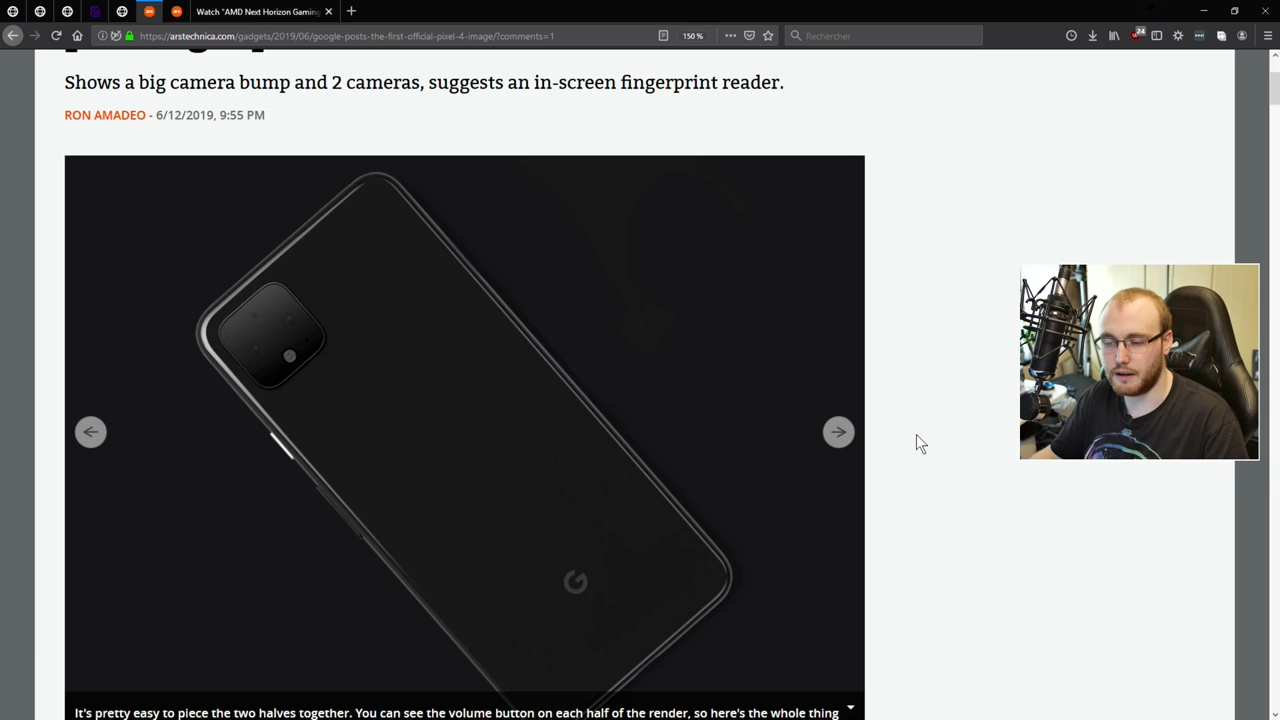 Watch "AMD Next Horizon Gaming
https://arstechnica.com/gadgets/2019/06/google-posts-the-first-official-pixel-4-image/?comments=1
150 %
Rechercher
24
Shows a big camera bump and 2 cameras, suggests an in-screen fingerprint reader.
RON AMADEO - 6/12/2019, 9:55 PM
G
It's pretty easy to piece the two halves together. You can see the volume button on each half of the render, so here's the whole thing